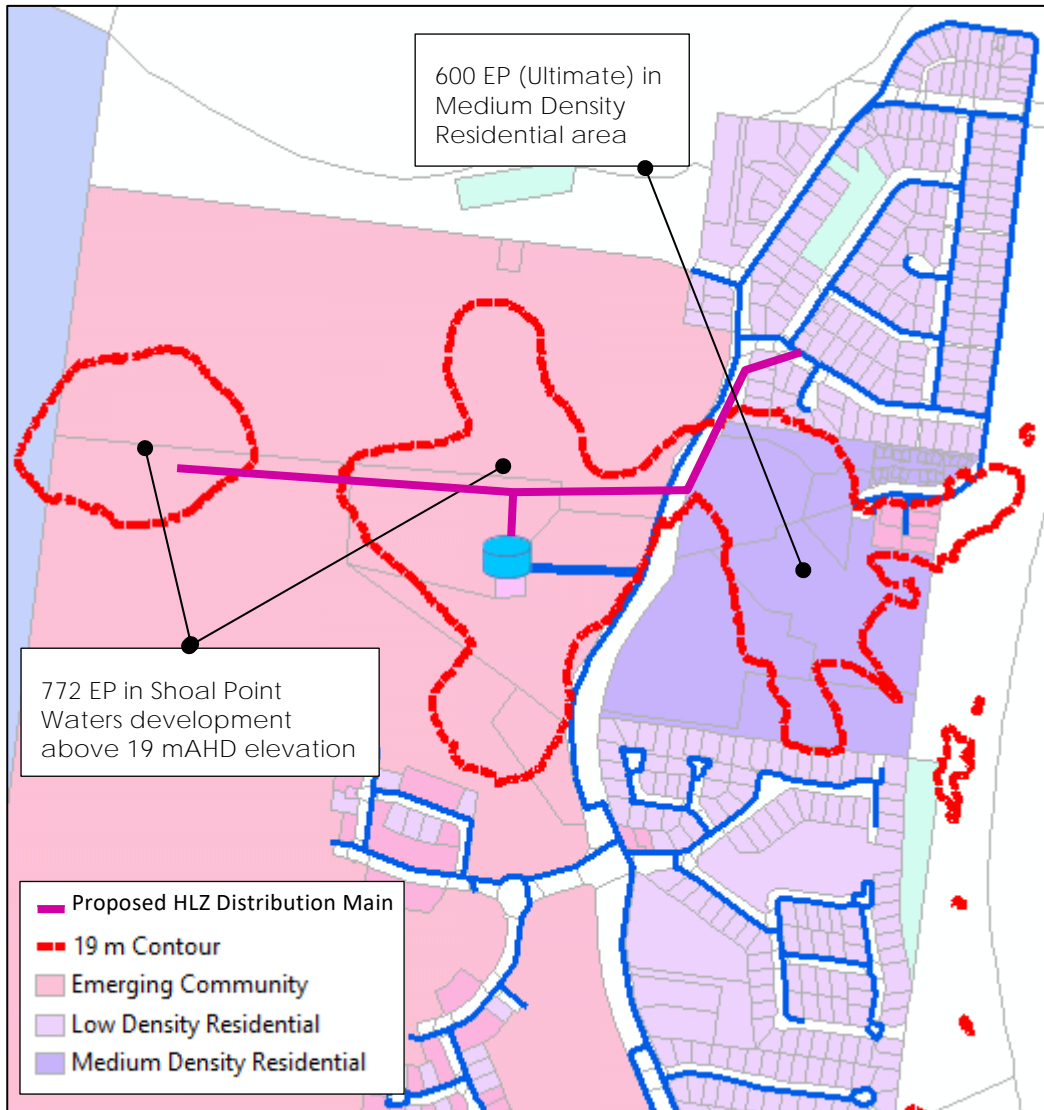 600 EP (Ultimate) in
Medium Density
Residential area
772 EP in Shoal Point
Waters development
above 19 mAHD elevation
Proposed HLZ Distribution Main
19 m Contour
Emerging Community
Low Density Residential
Medium Density Residential